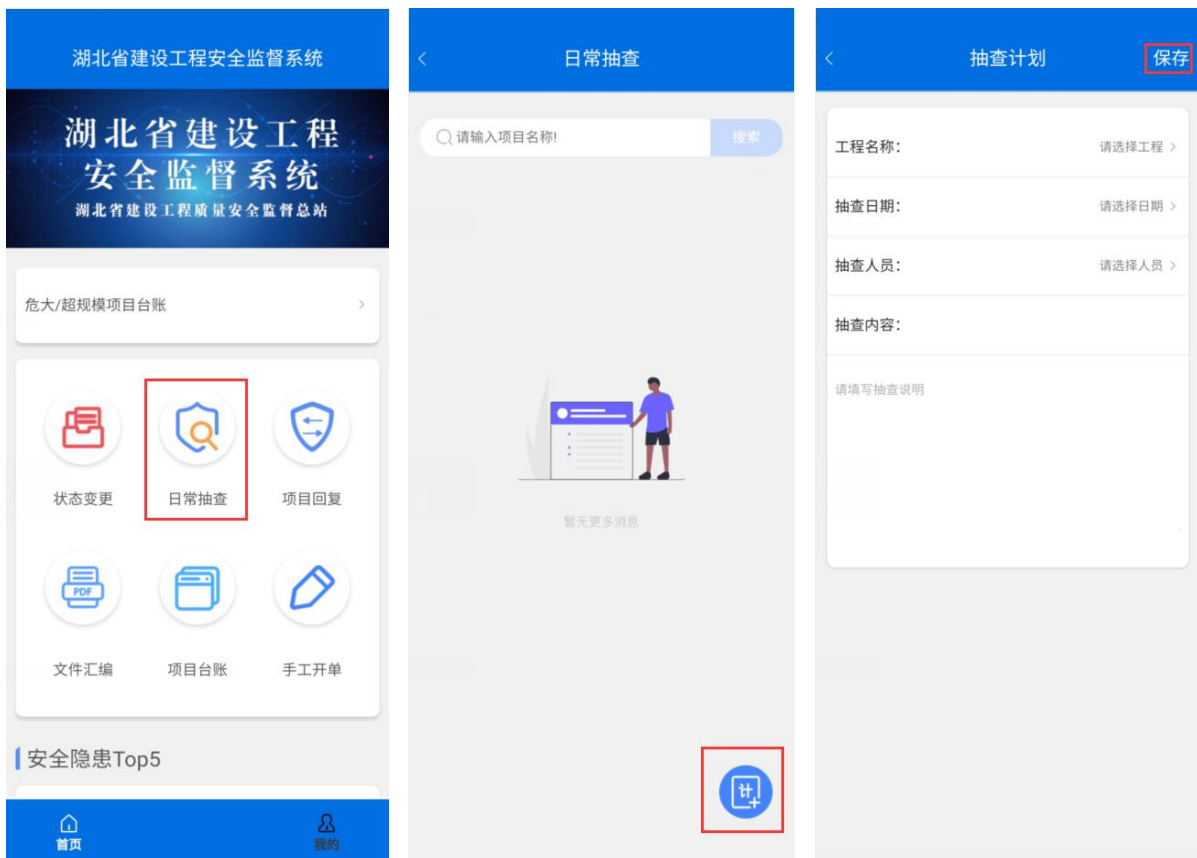 湖北省建设工程安全监督系统
湖北省建设工程
安全监督系统
湖北省建设工程质量安全监督总站
危大/超规模项目台账
状态变更
日常抽查
项目回复
PDF
文件汇编
项目台账
手工开单
安全隐患Top5
首页
我的
日常抽查
请输入项目名称!
搜索
暂无更多消息
计
抽查计划
保存
工程名称:
请选择工程
抽查日期:
请选择日期
抽查人员:
请选择人员
抽查内容:
请填写抽查说明